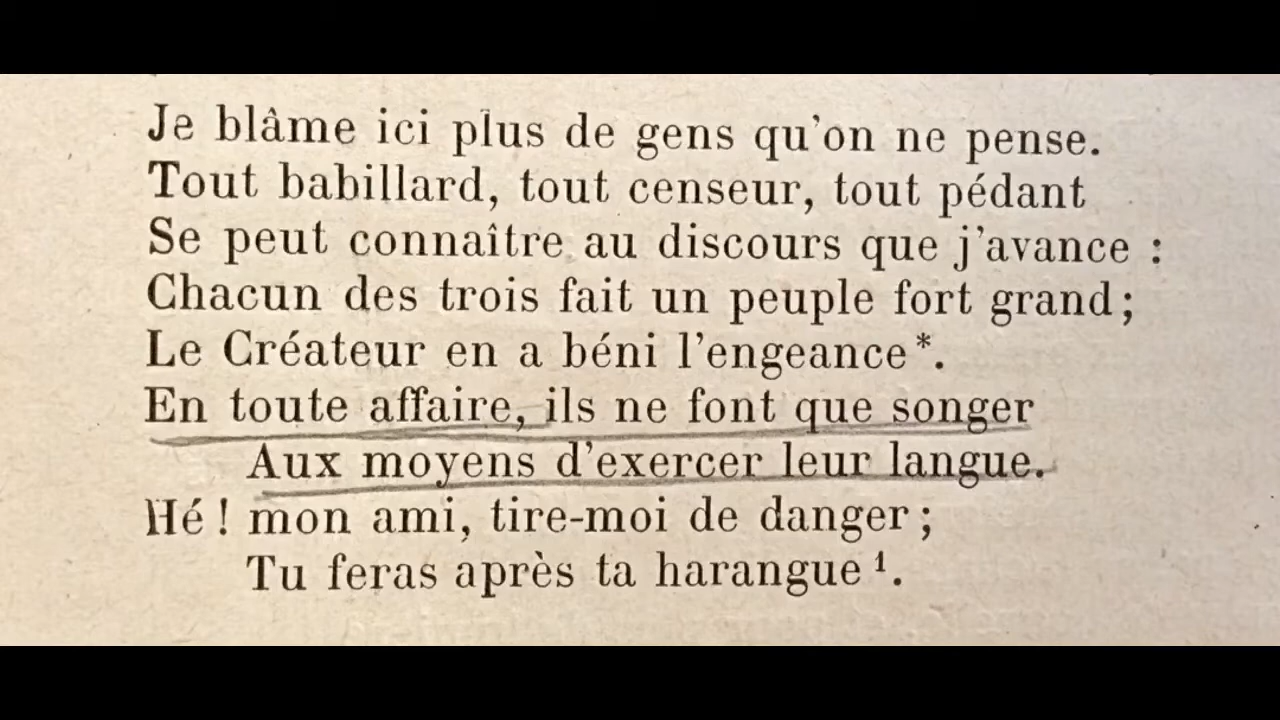 Je blâme ici plus de gens qu'on ne pense.
Tout babillard, tout censeur, tout pédant
Se peut connaître au discours que j'avance :
Chacun des trois fait un peuple fort grand ;
Le Créateur en a béni l'engeance *.
En toute affaire, ils ne font que songer
Aux moyens d'exercer leur langue.
Hé ! mon ami, tire-moi de danger ;
Tu feras après ta harangue ¹.